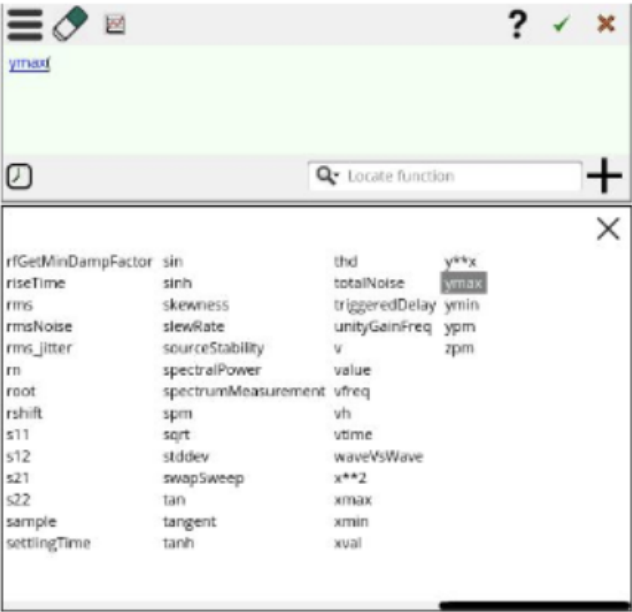 ?
ymax(
Locate function
rfGetMinDampFactor sin thd y**x
riseTime sinh totalNoise ymax
rms skewness triggeredDelay ymin
rmsNoise slewRate unityGainFreq ypm
rms_jitter sourceStability v zpm
rn spectralPower value
root spectrumMeasurement vfreq
rshift spm vh
s11 sqrt vtime
s12 stddev waveVsWave
s21 swapSweep x**2
s22 tan xmax
sample tangent xmin
settlingTime tanh xval